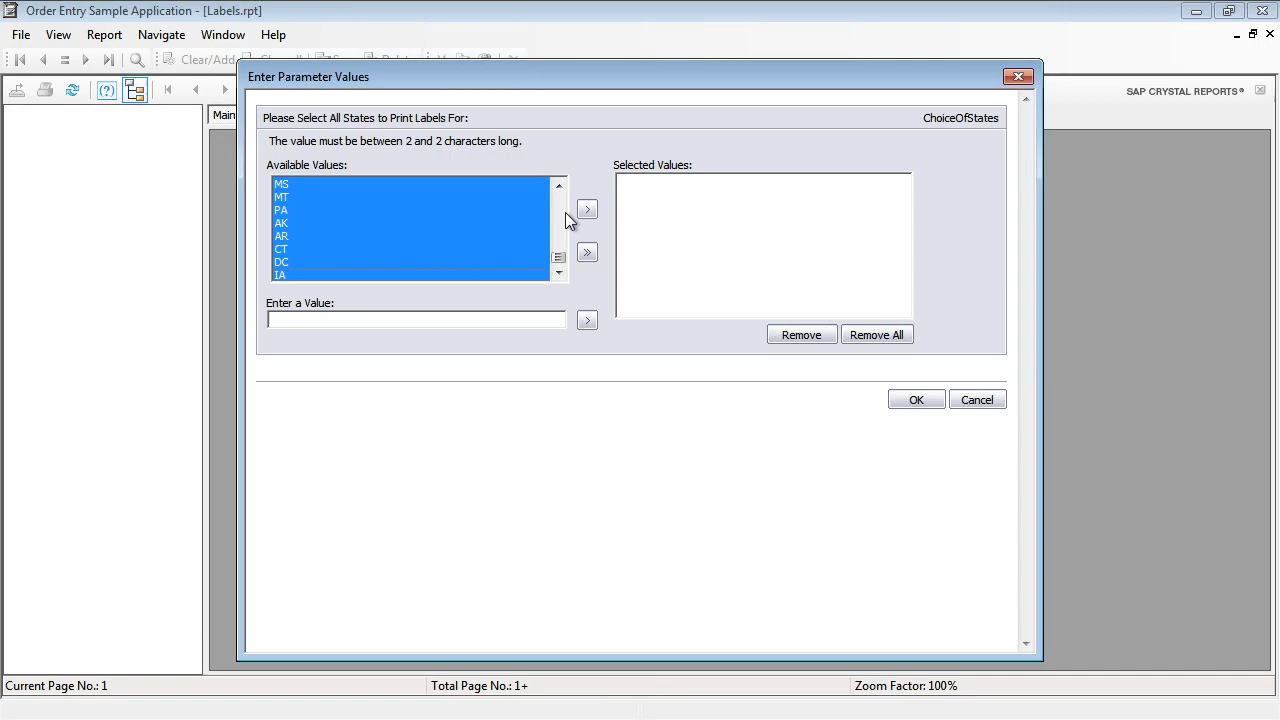 Order Entry Sample Application - [Labels.rpt]
File View Report Navigate Window Help
Clear/Add
Enter Parameter Values
SAP CRYSTAL REPORTS®
Main
Please Select All States to Print Labels For: ChoiceOfStates
The value must be between 2 and 2 characters long.
Available Values: Selected Values:
MS
MT
PA
AK
AR
CT
DC
IA
Enter a Value:
Remove Remove All
OK Cancel
Current Page No.: 1 Total Page No.: 1+ Zoom Factor: 100%